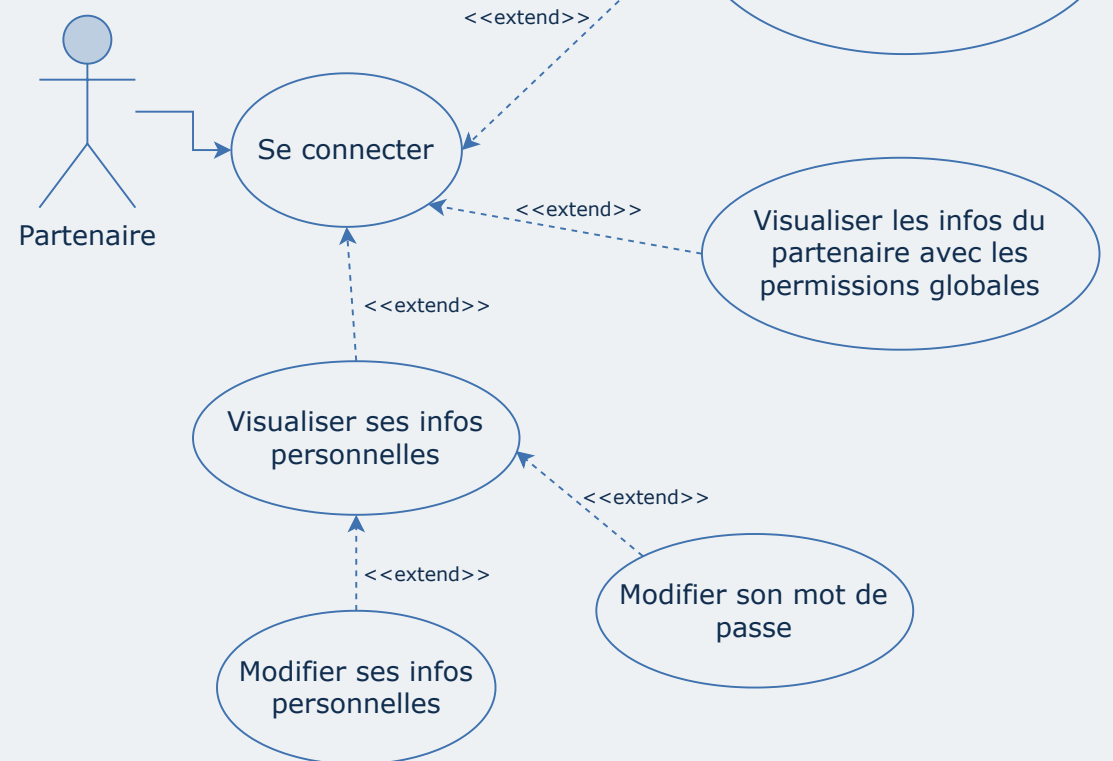 <<extend>>
Se connecter
Partenaire
<<extend>>
Visualiser les infos du
partenaire avec les
permissions globales
<<extend>>
Visualiser ses infos
personnelles
<<extend>>
<<extend>>
Modifier son mot de
passe
Modifier ses infos
personnelles